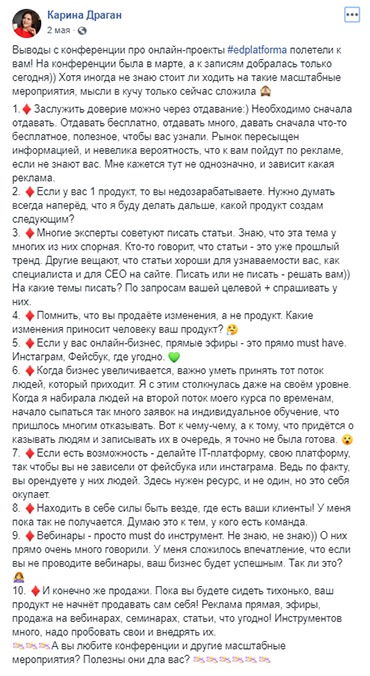 Карина Драган
2 мая ·
Выводы с конференции про онлайн-проекты #edplatforma полетели к
вам! На конференции была в марте, а к записям добралась только
сегодня)) Хотя иногда не знаю стоит ли ходить на такие масштабные
мероприятия, мысли в кучу только сейчас сложила
1. Заслужить доверие можно через отдавание:) Необходимо сначала
отдавать. Отдавать бесплатно, отдавать много, давать сначала что-то
бесплатное, полезное, чтобы вас узнали. Рынок пересыщен
информацией, и невелика вероятность, что к вам пойдут по рекламе,
если не знают вас. Мне кажется тут не однозначно, и зависит какая
реклама.
2. Если у вас 1 продукт, то вы недозарабатываете. Нужно думать
всегда наперёд, что я буду делать дальше, какой продукт создам
следующим?
3. Многие эксперты советуют писать статьи. Знаю, что эта тема у
многих из них спорная. Кто-то говорит, что статьи - это уже прошлый
тренд. Другие вещают, что статьи хороши для узнаваемости вас, как
специалиста и для СЕО на сайте. Писать или не писать - решать вам))
На какие темы писать? По запросам вашей целевой + спрашивать у
них.
4. Помнить, что вы продаёте изменения, а не продукт. Какие
изменения приносит человеку ваш продукт?
5. Если у вас онлайн-бизнес, прямые эфиры - это прямо must have.
Инстаграм, Фейсбук, где угодно.
6. Когда бизнес увеличивается, важно уметь принять тот поток
людей, который приходит. Я с этим столкнулась даже на своём уровне.
Когда я набирала людей на второй поток моего курса по временам,
начало сыпаться так много заявок на индивидуальное обучение, что
пришлось многим отказывать. Вот к чему-чему, а к тому, что придётся о
казывать людям и записывать их в очередь, я точно не была готова.
7. Если есть возможность - делайте IT-платформу, свою платформу,
так чтобы вы не зависели от фейсбука или инстаграма. Ведь по факту,
вы орендуете у них людей. Здесь нужен ресурс, и не один, но это себя
окупает.
8. Находить в себе силы быть везде, где есть ваши клиенты! У меня
пока так не получается. Думаю это к тем, у кого есть команда.
9. Вебинары - просто must do инструмент. Не знаю, не знаю)) О них
прямо очень много говорили. У меня сложилось впечатление, что если
вы не проводите вебинары, ваш бизнес будет успешным. Так ли это?
10. И конечно же продажи. Пока вы будете сидеть тихонько, ваш
продукт не начнёт продавать сам себя! Реклама прямая, эфиры,
продажа на вебинарах, семинарах, статьи, что угодно! Инструментов
много, надо пробовать свои и внедрять их.
А вы любите конференции и другие масштабные
мероприятия? Полезны они дла вас?